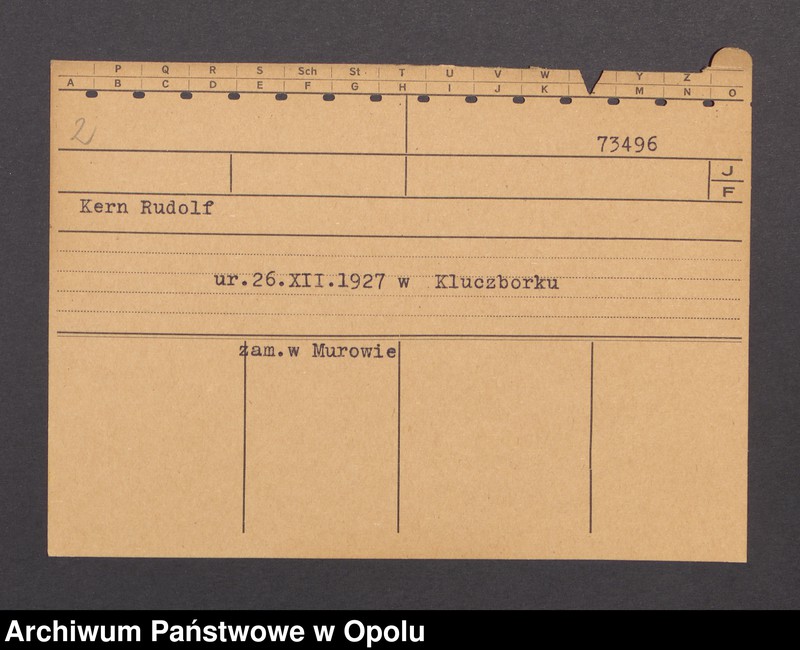 P Q R S Sch St T U V W Y Z
A B C D E F G H I J K M N O
2
73496
J
F
Kern Rudolf
ur.26.XII.1927 w Kluczborku
zam.w Murowie
Archiwum Państwowe w Opolu